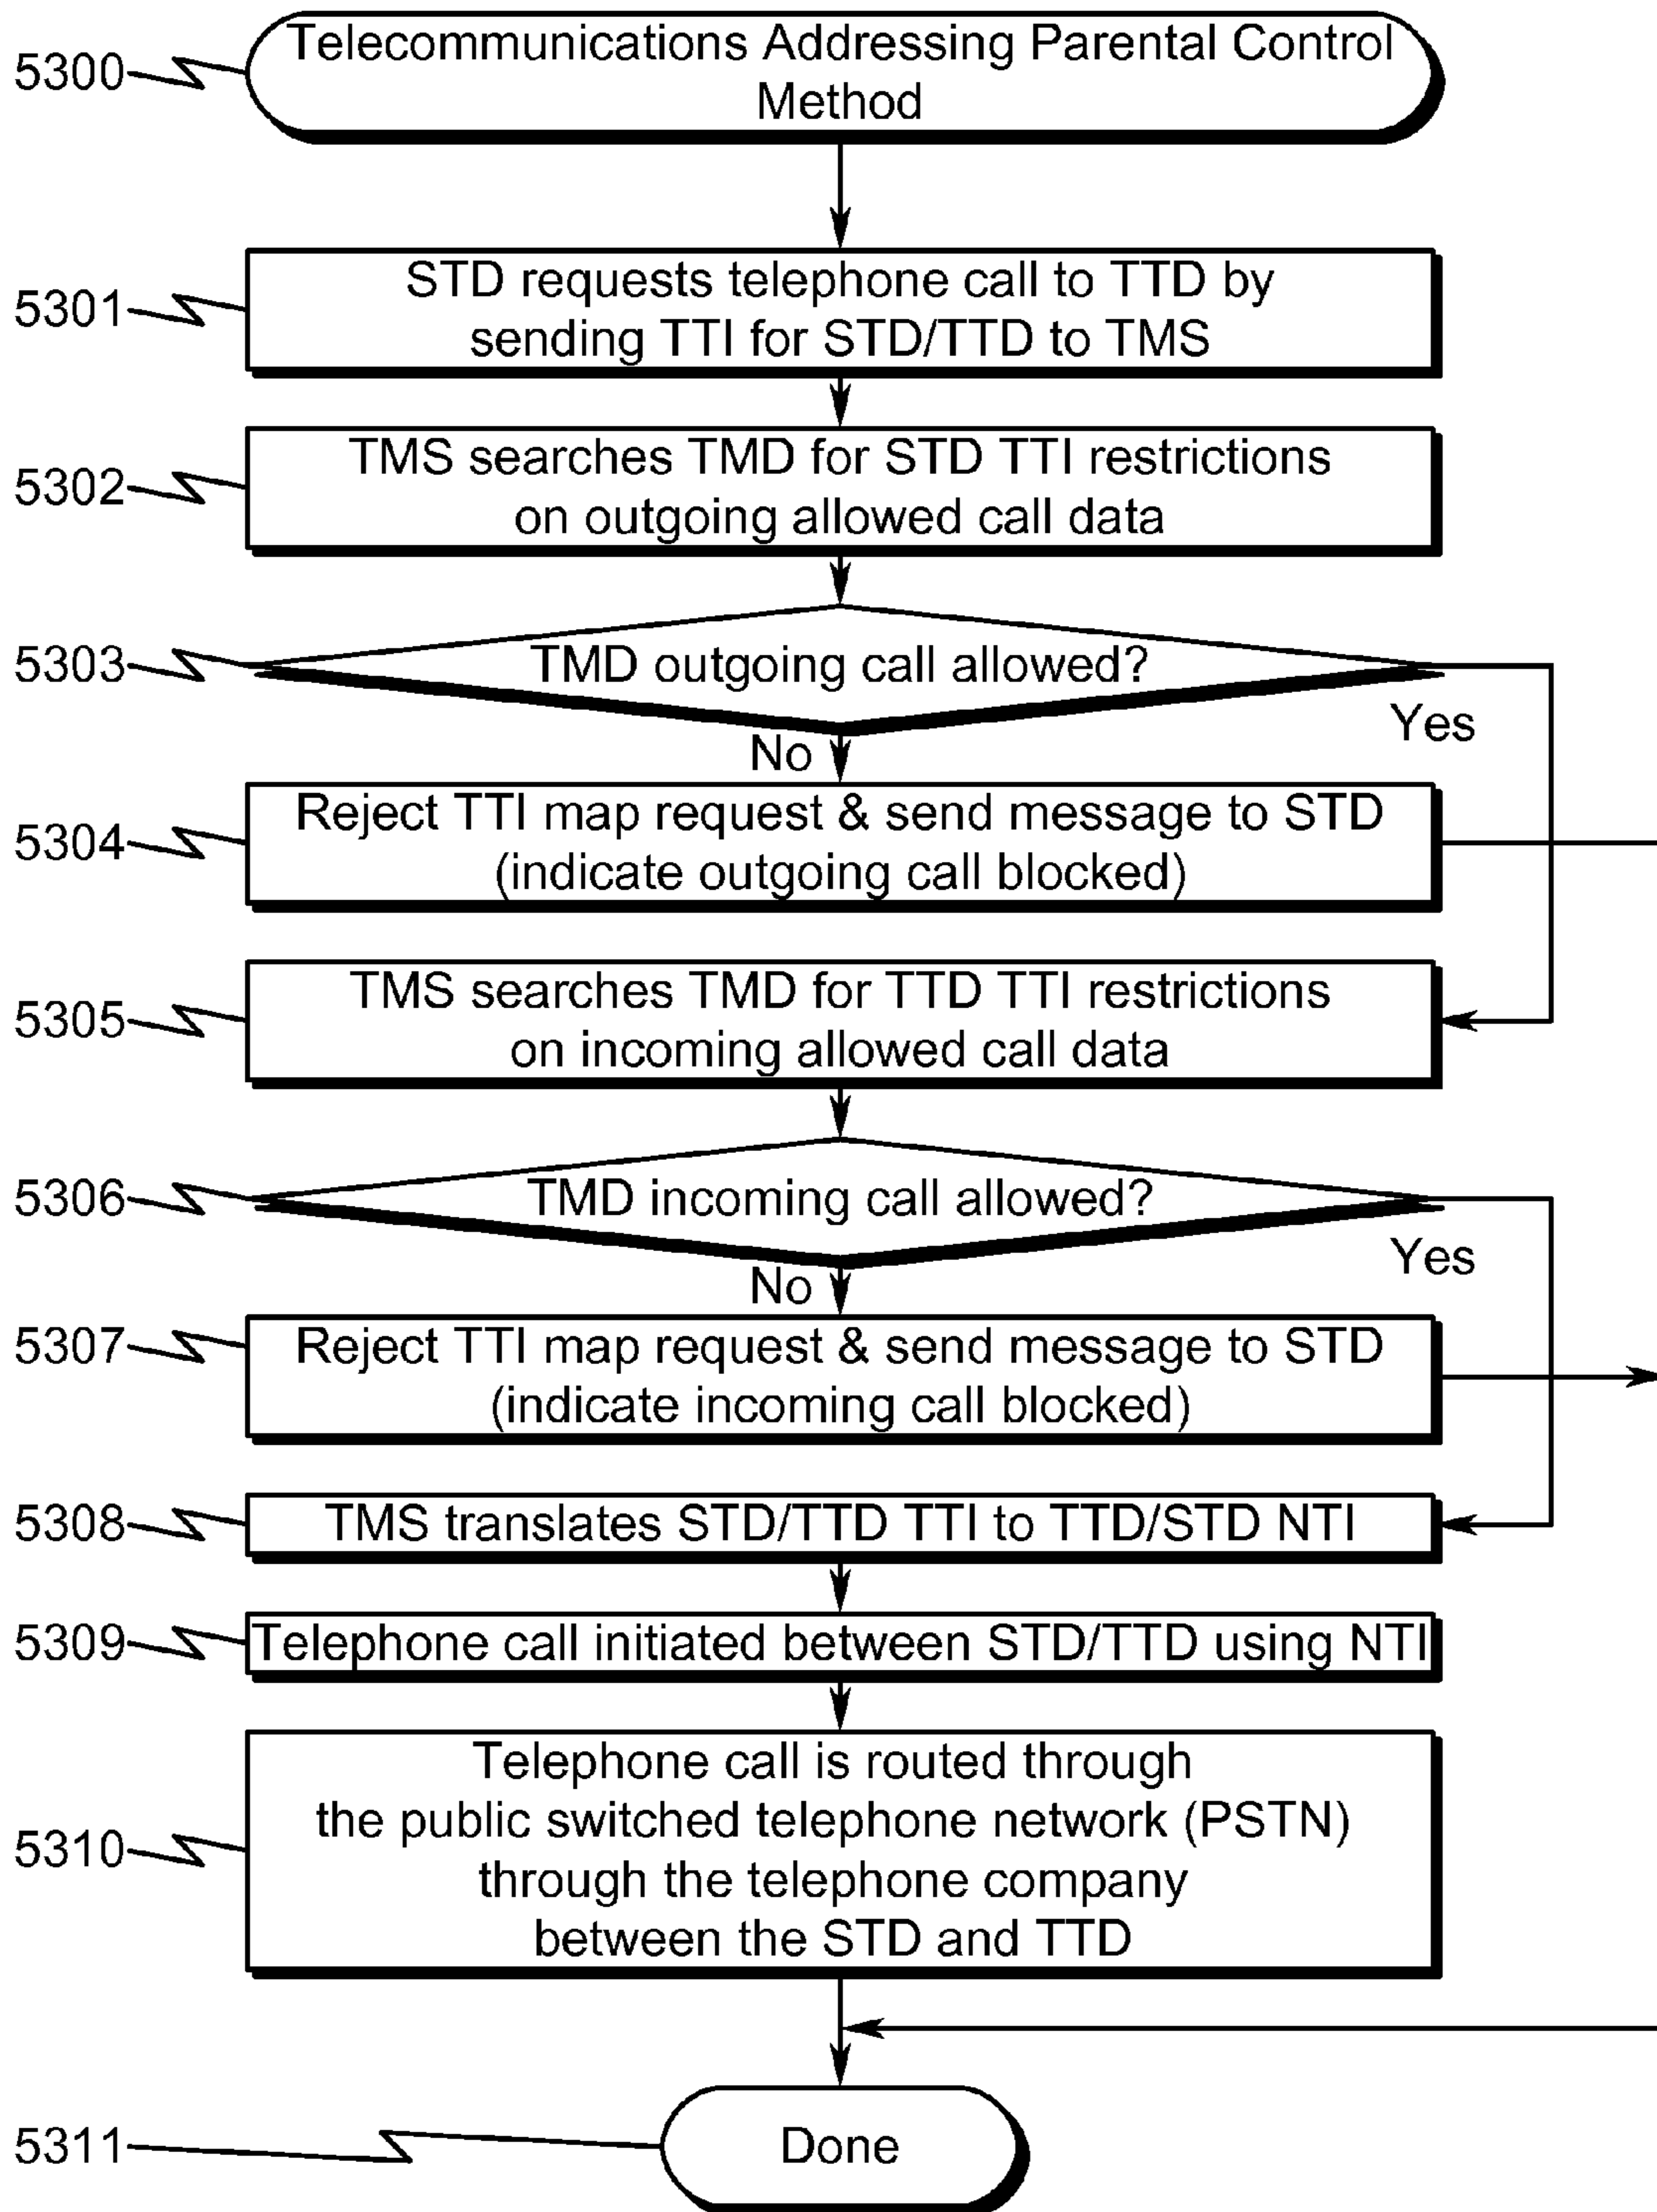 5300
Telecommunications Addressing Parental Control
Method
5301
STD requests telephone call to TTD by
sending TTI for STD/TTD to TMS
5302
TMS searches TMD for STD TTI restrictions
on outgoing allowed call data
5303
TMD outgoing call allowed?
Yes
No
5304
Reject TTI map request & send message to STD
(indicate outgoing call blocked)
5305
TMS searches TMD for TTD TTI restrictions
on incoming allowed call data
5306
TMD incoming call allowed?
Yes
No
5307
Reject TTI map request & send message to STD
(indicate incoming call blocked)
5308
TMS translates STD/TTD TTI to TTD/STD NTI
5309
Telephone call initiated between STD/TTD using NTI
5310
Telephone call is routed through
the public switched telephone network (PSTN)
through the telephone company
between the STD and TTD
5311
Done